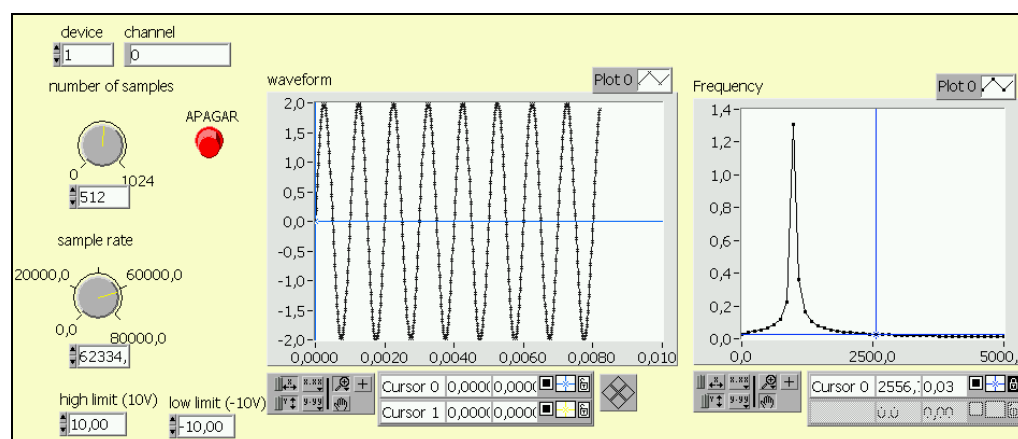 device channel
1 0
number of samples
APAGAR
0 1024
512
sample rate
20000,0 60000,0
0,0 80000,0
62334,
high limit (10V) low limit (-10V)
10,00 -10,00
waveform Plot 0
2,0
1,5
1,0
0,5
0,0
-0,5
-1,0
-1,5
-2,0
0,0000 0,0020 0,0040 0,0060 0,0080 0,010
Cursor 0 0,000 0,000
Cursor 1 0,000 0,000
Frequency Plot 0
1,4
1,2
1,0
0,8
0,6
0,4
0,2
0,0
0,0 2500,0 5000,
Cursor 0 2556, 0,03
0,0 0,00